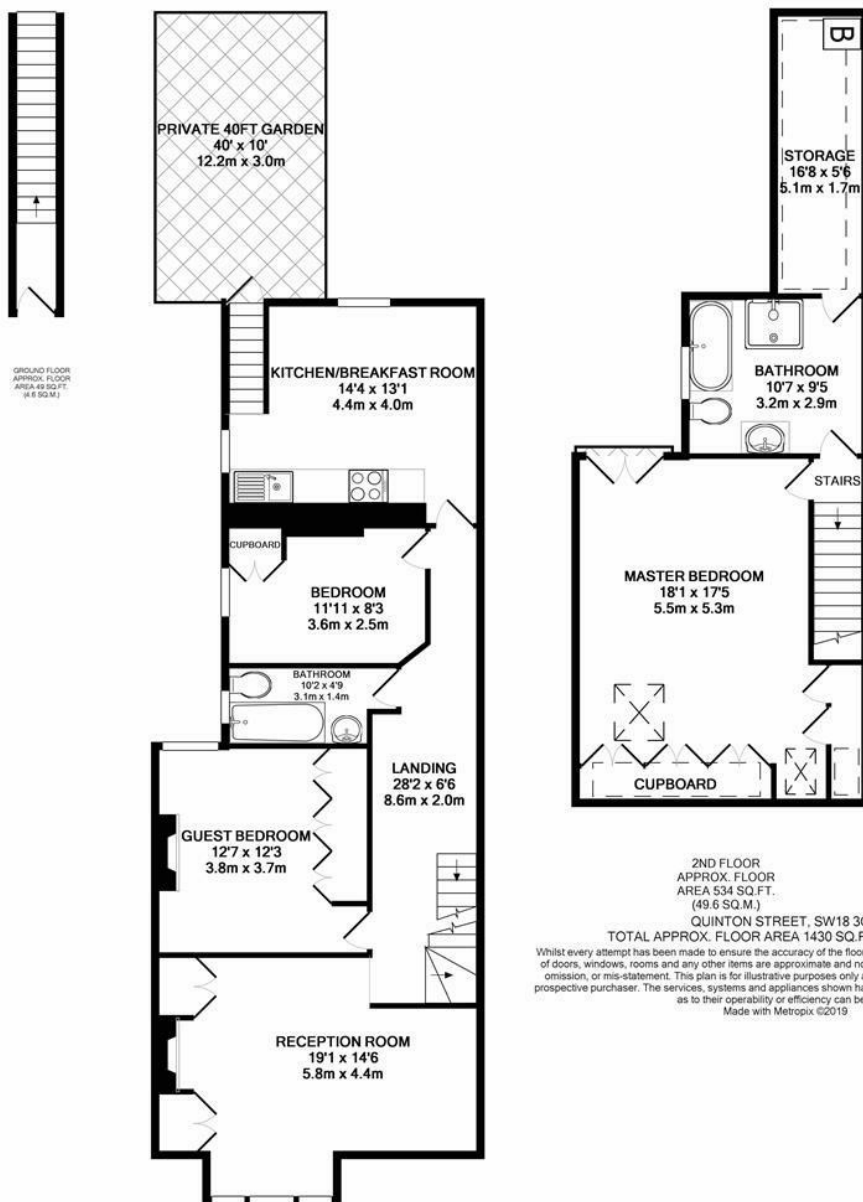 PRIVATE 40FT GARDEN
40' x 10'
12.2m x 3.0m
GROUND FLOOR
APPROX. FLOOR
AREA 49 SQ.FT.
(4.6 SQ.M.)
KITCHEN/BREAKFAST ROOM
14'4 x 13'1
4.4m x 4.0m
CUPBOARD
BEDROOM
11'11 x 8'3
3.6m x 2.5m
BATHROOM
10'2 x 4'9
3.1m x 1.4m
LANDING
28'2 x 6'6
8.6m x 2.0m
GUEST BEDROOM
12'7 x 12'3
3.8m x 3.7m
RECEPTION ROOM
19'1 x 14'6
5.8m x 4.4m
B
STORAGE
16'8 x 5'6
5.1m x 1.7m
BATHROOM
10'7 x 9'5
3.2m x 2.9m
STAIRS
MASTER BEDROOM
18'1 x 17'5
5.5m x 5.3m
CUPBOARD
2ND FLOOR
APPROX. FLOOR
AREA 534 SQ.FT.
(49.6 SQ.M.)
QUINTON STREET, SW18 3
TOTAL APPROX. FLOOR AREA 1430 SQ.F
Whilst every attempt has been made to ensure the accuracy of the floor
of doors, windows, rooms and any other items are approximate and no
omission, or mis-statement. This plan is for illustrative purposes only
prospective purchaser. The services, systems and appliances shown ha
as to their operability or efficiency can be
Made with Metropix ©2019